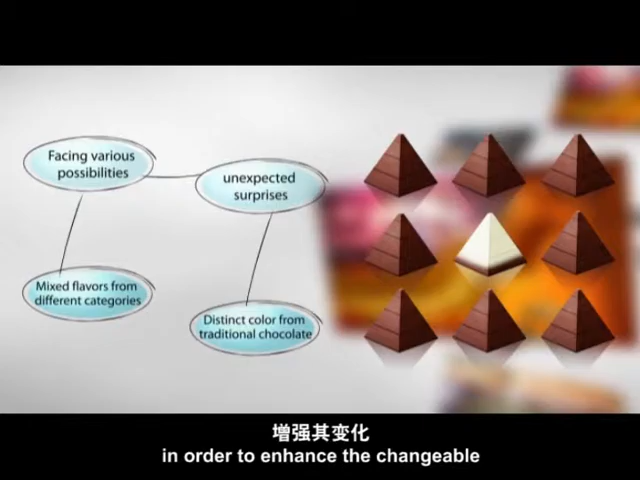 Facing various
possibilities
unexpected
surprises
Mixed flavors from
different categories
Distinct color from
traditional chocolate
增强其变化
in order to enhance the changeable